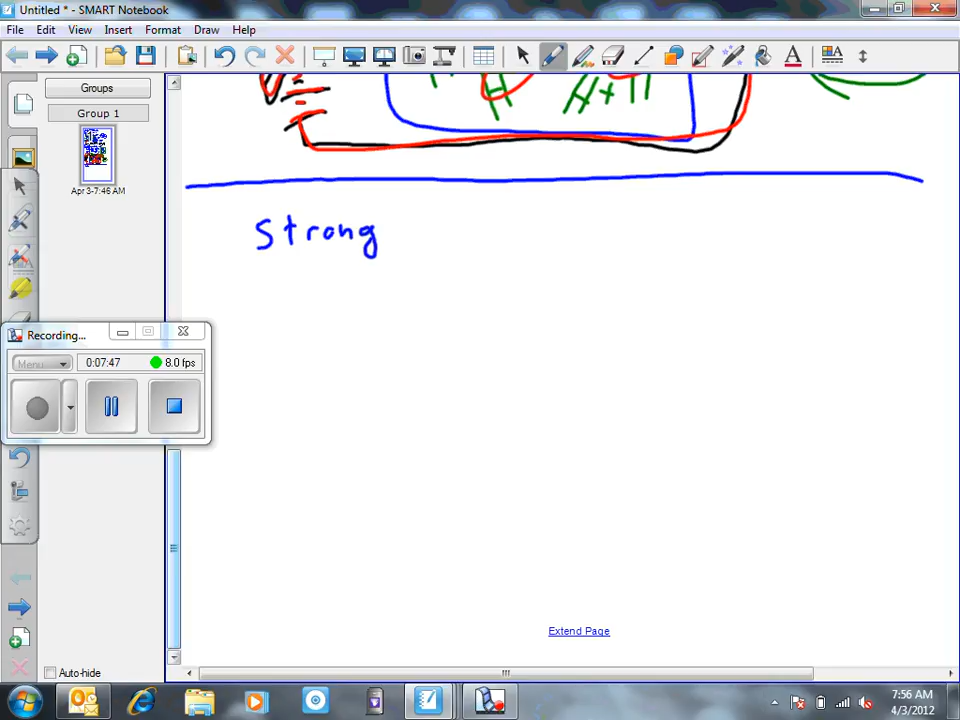 Untitled * - SMART Notebook
File Edit View Insert Format Draw Help
Groups
Group 1
Apr 3-7:46 AM
Strong
Recording...
Menu 0:07:47 8.0 fps
Extend Page
Auto-hide
7:56 AM
4/3/2012